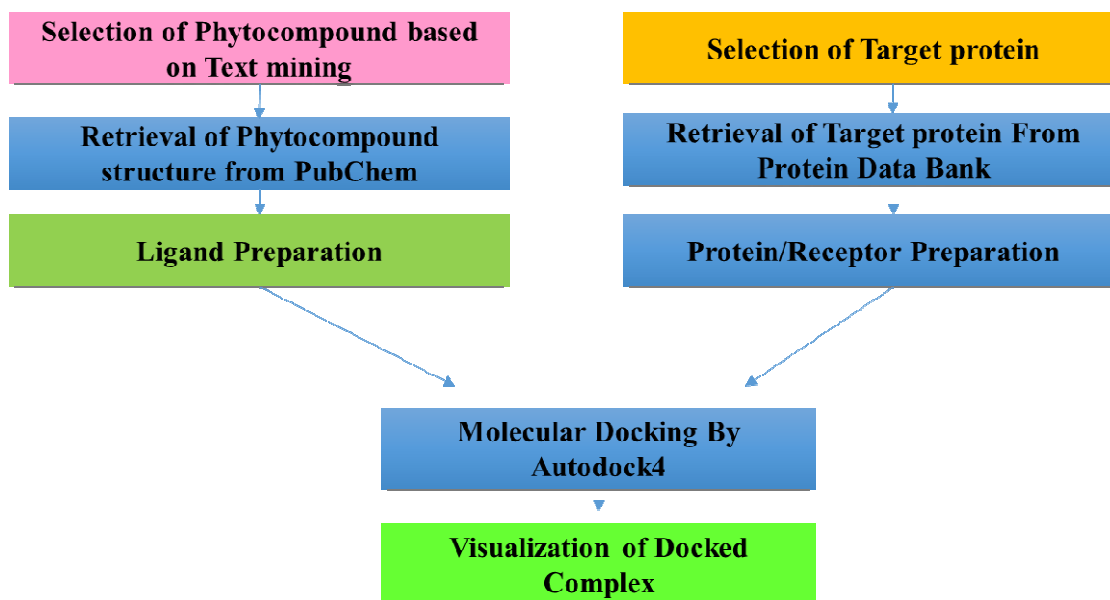 Selection of Phytocompound based
on Text mining
Selection of Target protein
Retrieval of Phytocompound
structure from PubChem
Retrieval of Target protein From
Protein Data Bank
Ligand Preparation
Protein/Receptor Preparation
Molecular Docking By
Autodock4
Visualization of Docked
Complex